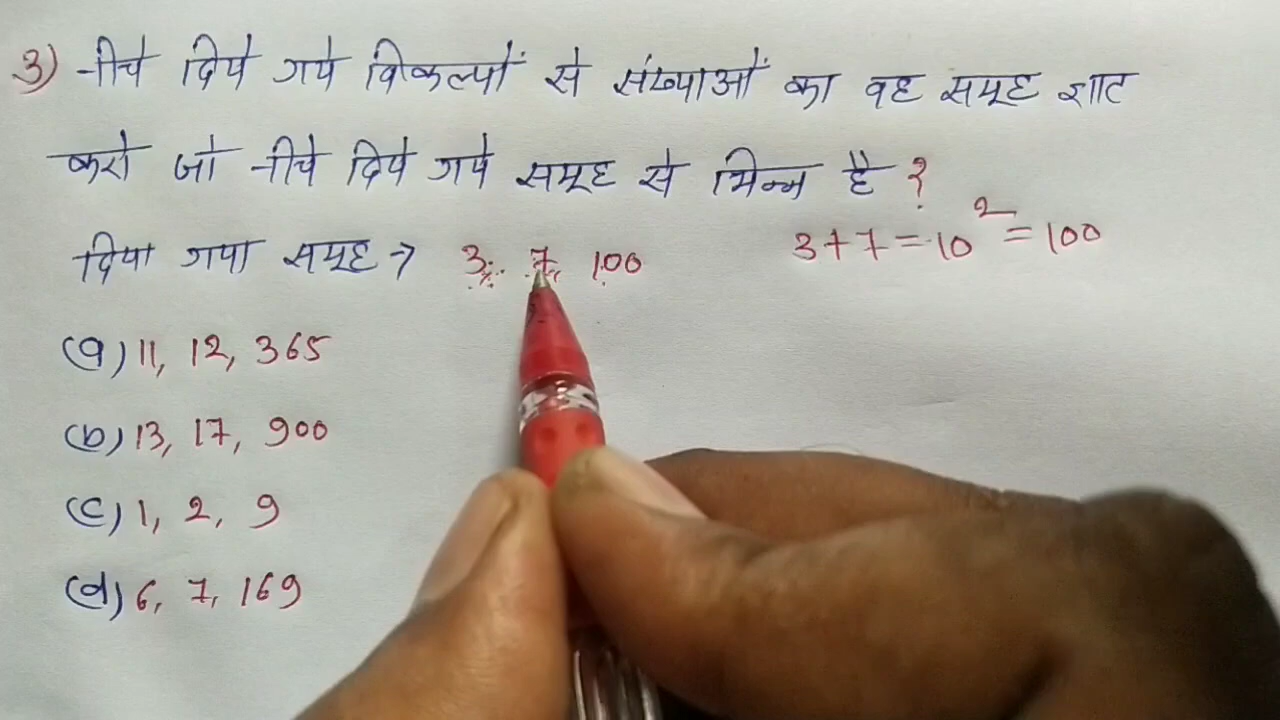 3) नीचे दिये गये विकल्पों से संख्याओं का वह समूह ज्ञात
करो जो नीचे दिये गये समूह से भिन्न है ?
दिया गया समूह → 3, 7, 100
3+7=10²=100
(a) 11, 12, 365
(b) 13, 17, 900
(c) 1, 2, 9
(d) 6, 7, 169